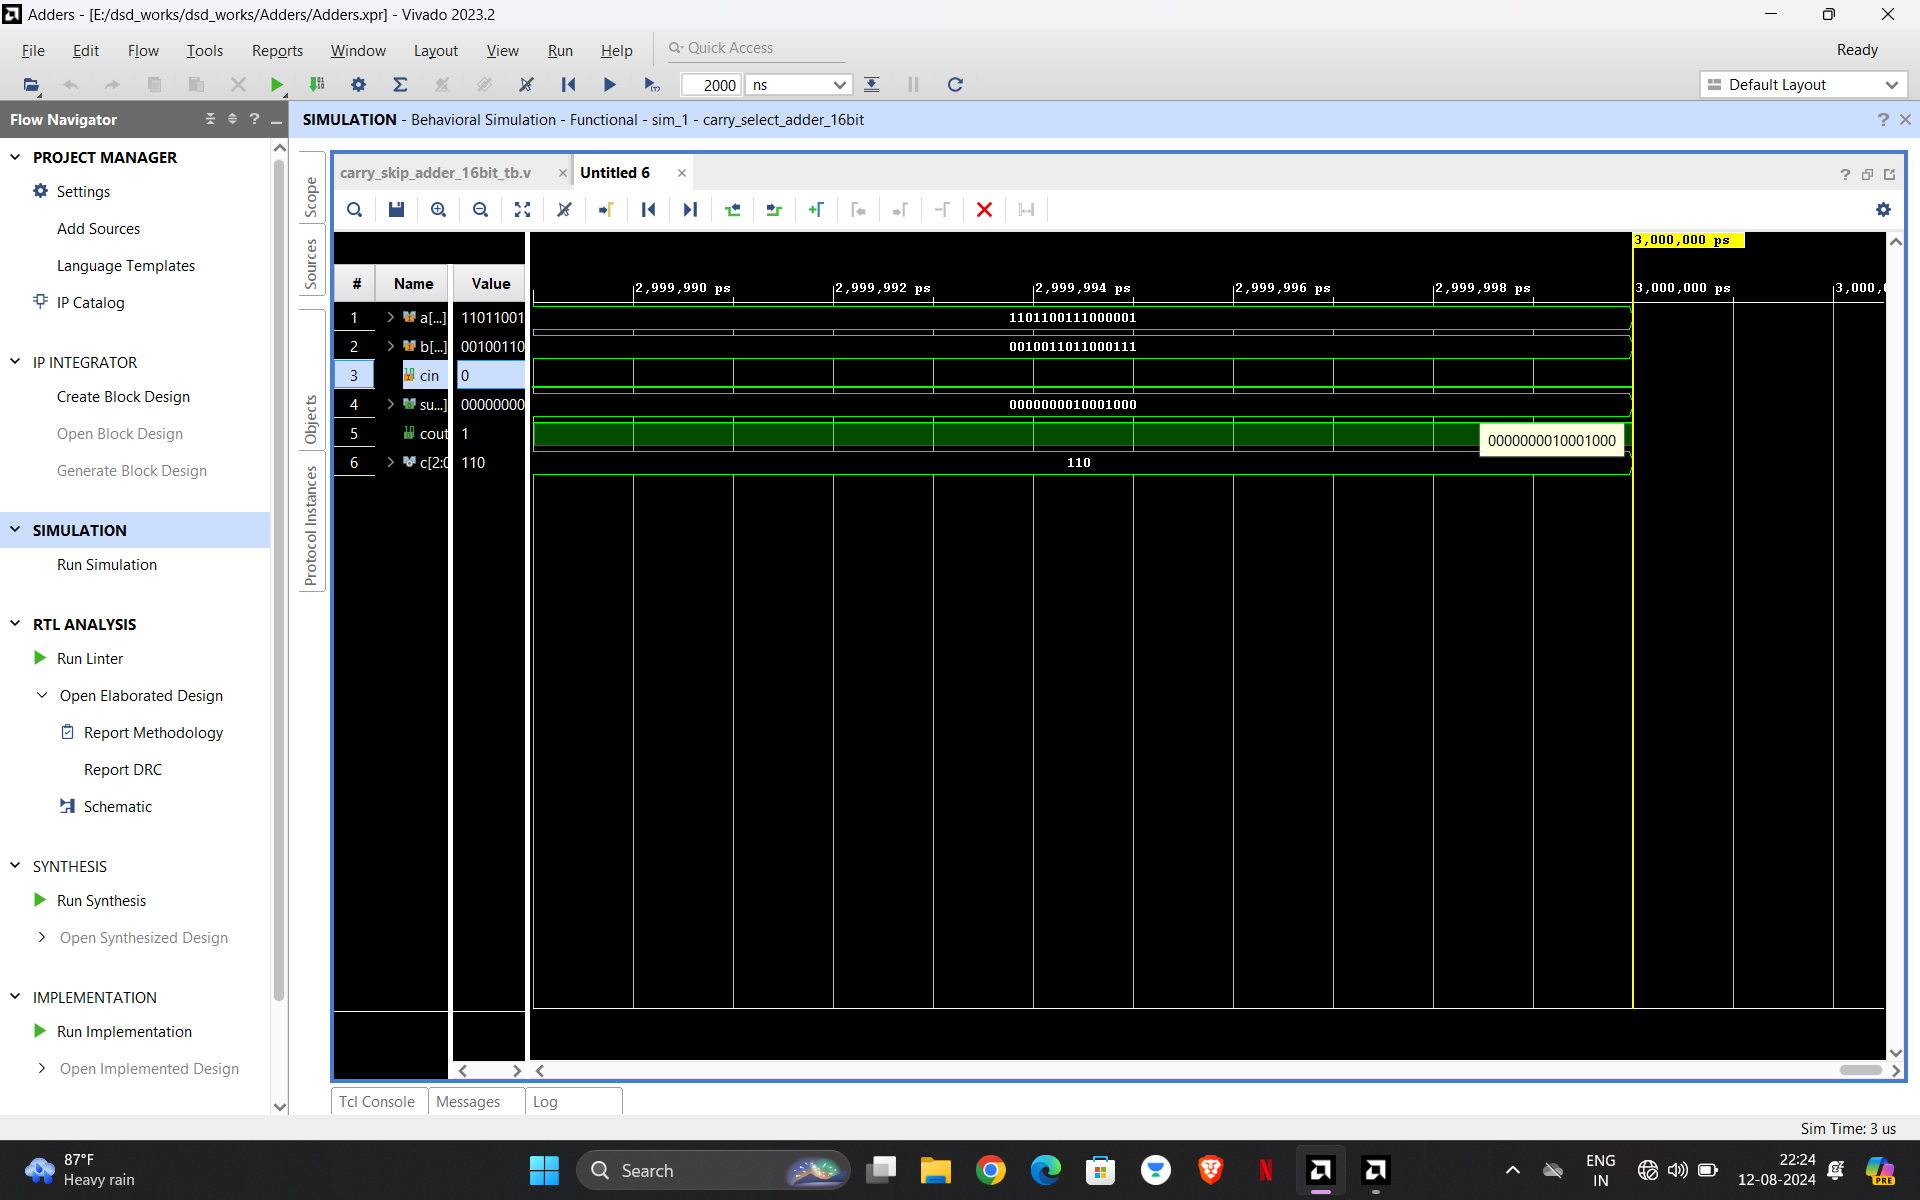 Adders - [E:/dsd_works/dsd_works/Adders/Adders.xpr] - Vivado 2023.2
File Edit Flow Tools Reports Window Layout View Run Help Quick Access Ready
2000 ns Default Layout
Flow Navigator
SIMULATION - Behavioral Simulation - Functional - sim_1 - carry_select_adder_16bit
PROJECT MANAGER
Settings
Add Sources
Language Templates
IP Catalog
IP INTEGRATOR
Create Block Design
Open Block Design
Generate Block Design
SIMULATION
Run Simulation
RTL ANALYSIS
Run Linter
Open Elaborated Design
Report Methodology
Report DRC
Schematic
SYNTHESIS
Run Synthesis
Open Synthesized Design
IMPLEMENTATION
Run Implementation
Open Implemented Design
Scope
Sources
Objects
Protocol Instances
carry_skip_adder_16bit_tb.v
Untitled 6
3,000,000 ps
# Name Value
2,999,990 ps 2,999,992 ps 2,999,994 ps 2,999,996 ps 2,999,998 ps 3,000,000 ps 3,000,0
1 a[...] 11011001 1101100111000001
2 b[...] 00100110 0010011011000111
3 cin 0
4 su...] 00000000 0000000010001000
5 cout 1
0000000010001000
6 c[2:0 110 110
Tcl Console Messages Log
Sim Time: 3 us
87°F
Heavy rain
Search
ENG
IN
22:24
12-08-2024
PRE